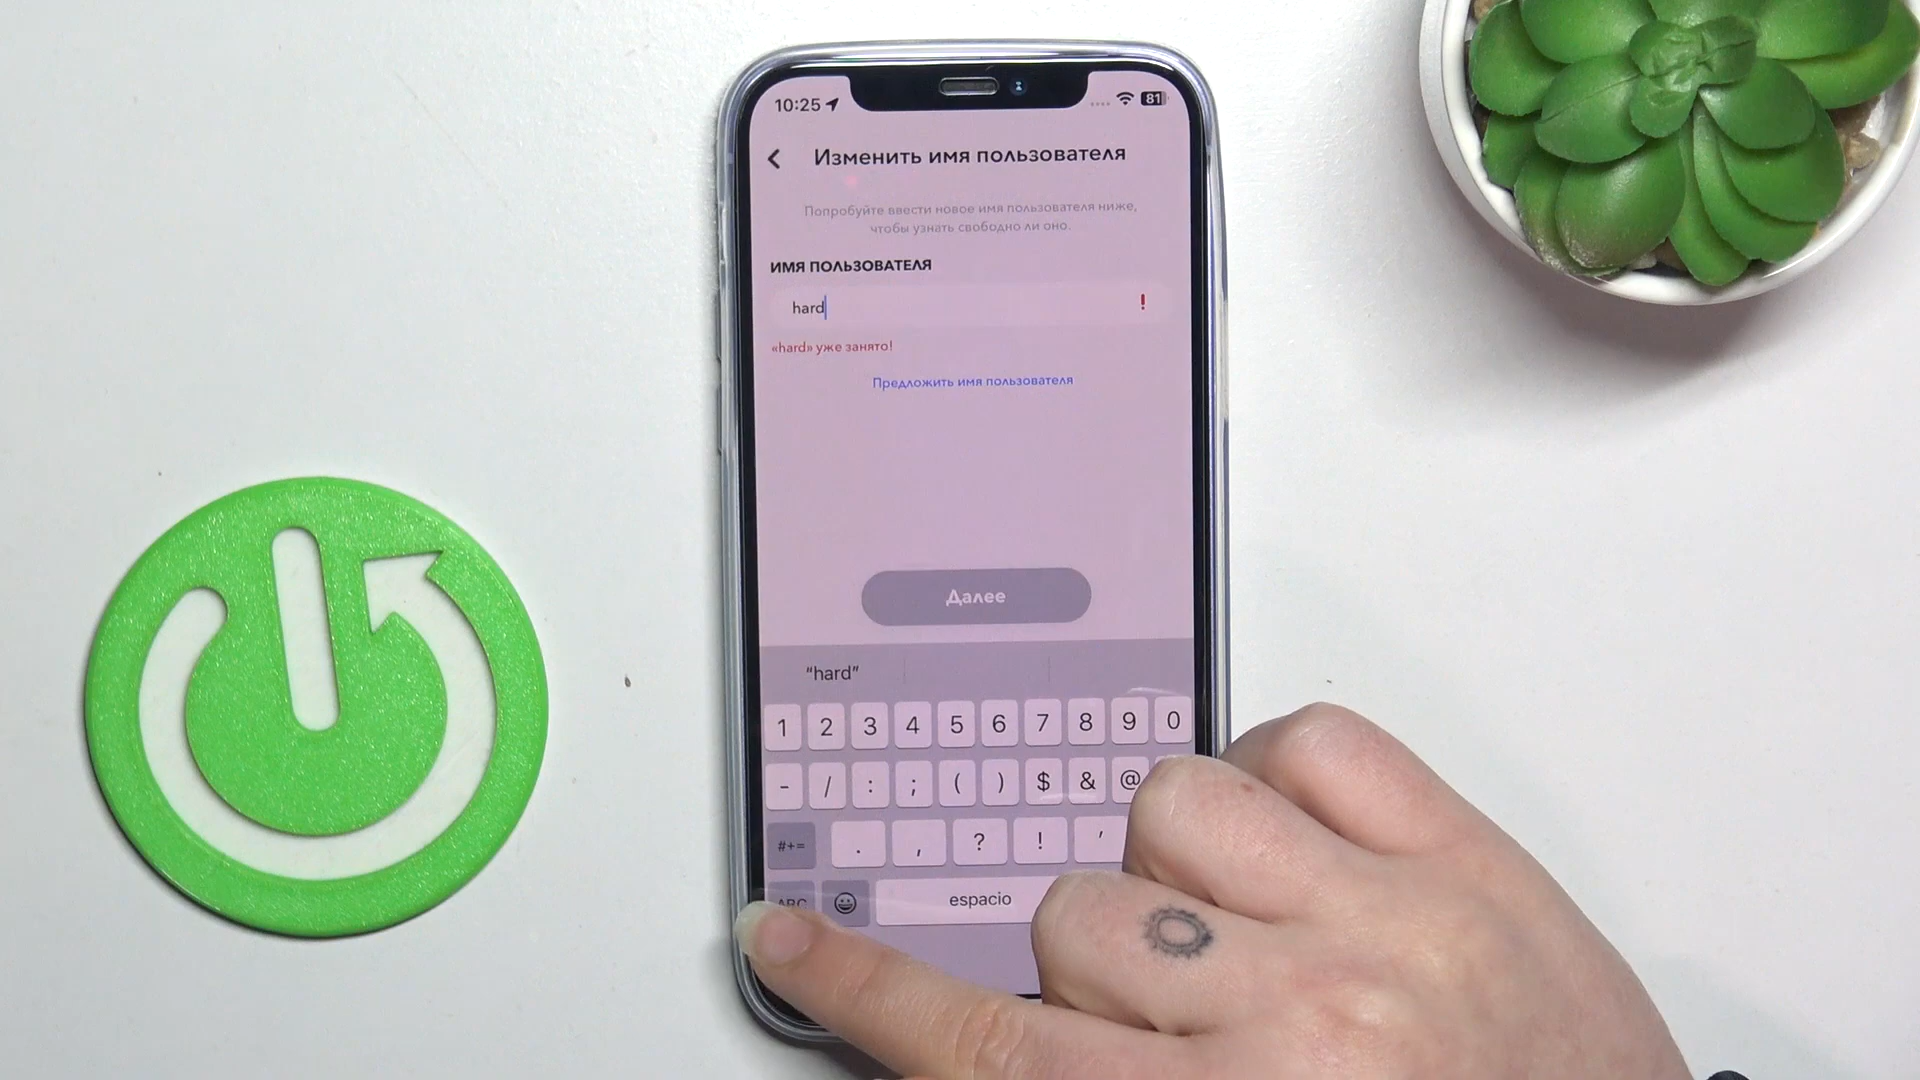 10:25
81
Изменить имя пользователя
Попробуйте ввести новое имя пользователя ниже,
чтобы узнать свободно ли оно.
ИМЯ ПОЛЬЗОВАТЕЛЯ
hard !
«hard» уже занято!
Предложить имя пользователя
Далее
“hard”
1 2 3 4 5 6 7 8 9 0
- / : ; ( ) $ & @
#+= . , ? ! ’
ABC espacio